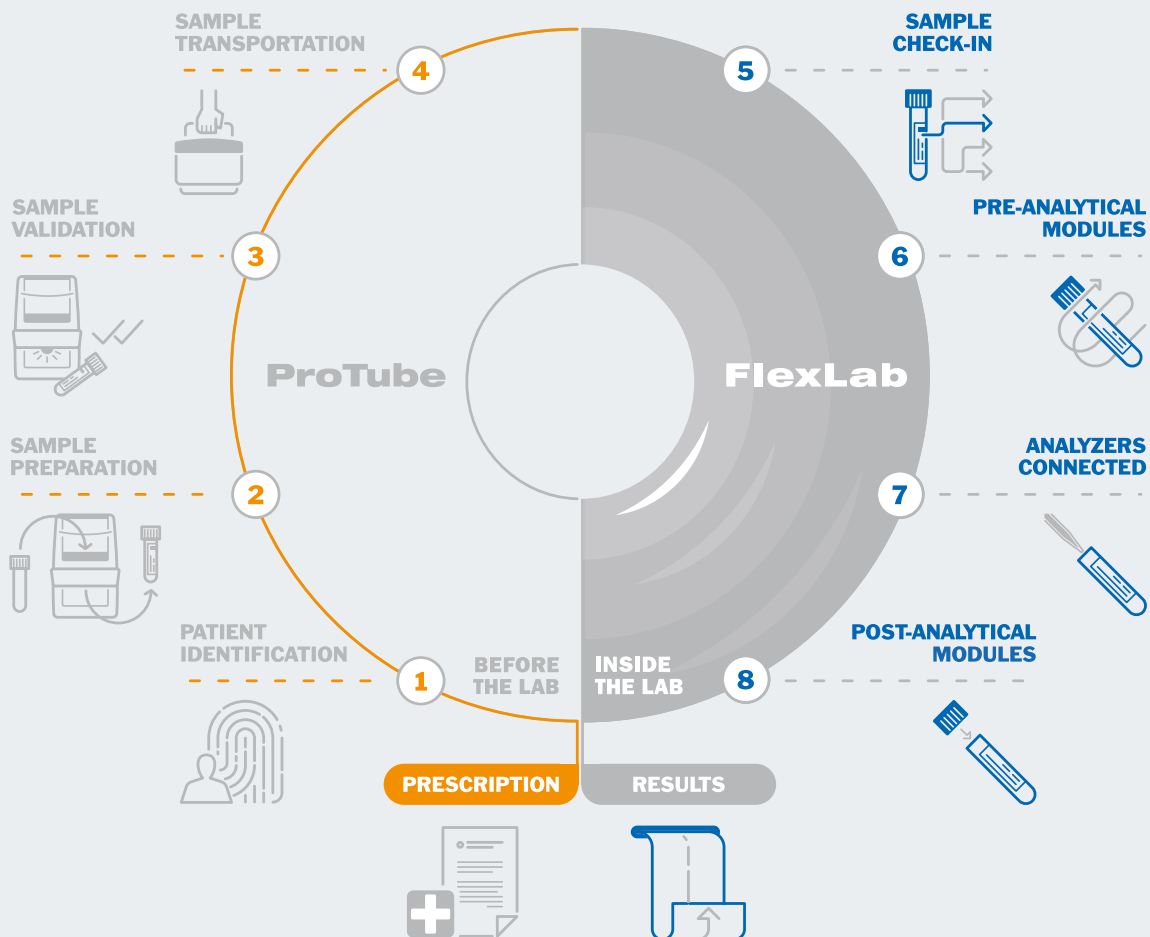 SAMPLE
TRANSPORTATION
4
SAMPLE
CHECK-IN
5
SAMPLE
VALIDATION
3
PRE-ANALYTICAL
MODULES
6
ProTube
FlexLab
SAMPLE
PREPARATION
2
ANALYZERS
CONNECTED
7
PATIENT
IDENTIFICATION
1
BEFORE
THE LAB
INSIDE
THE LAB
POST-ANALYTICAL
MODULES
8
PRESCRIPTION
RESULTS